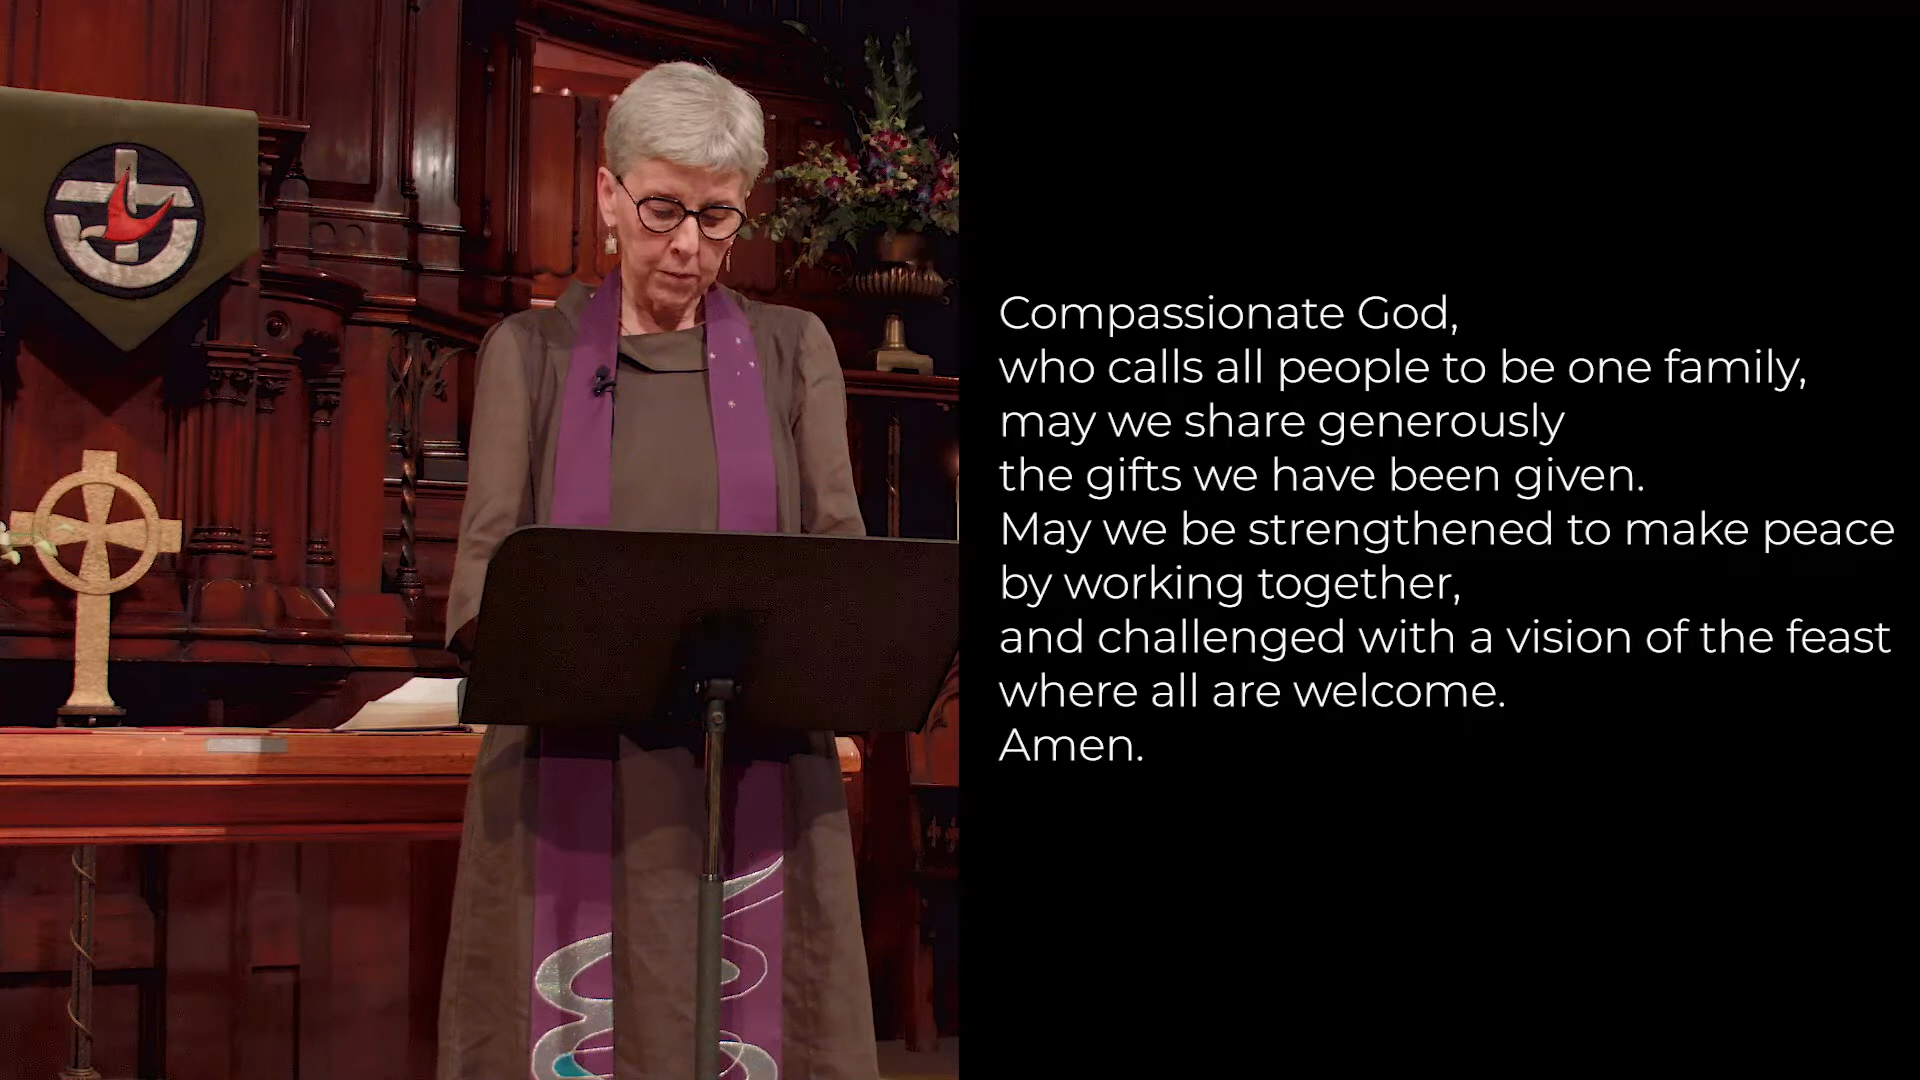 Compassionate God,
who calls all people to be one family,
may we share generously
the gifts we have been given.
May we be strengthened to make peace
by working together,
and challenged with a vision of the feast
where all are welcome.
Amen.